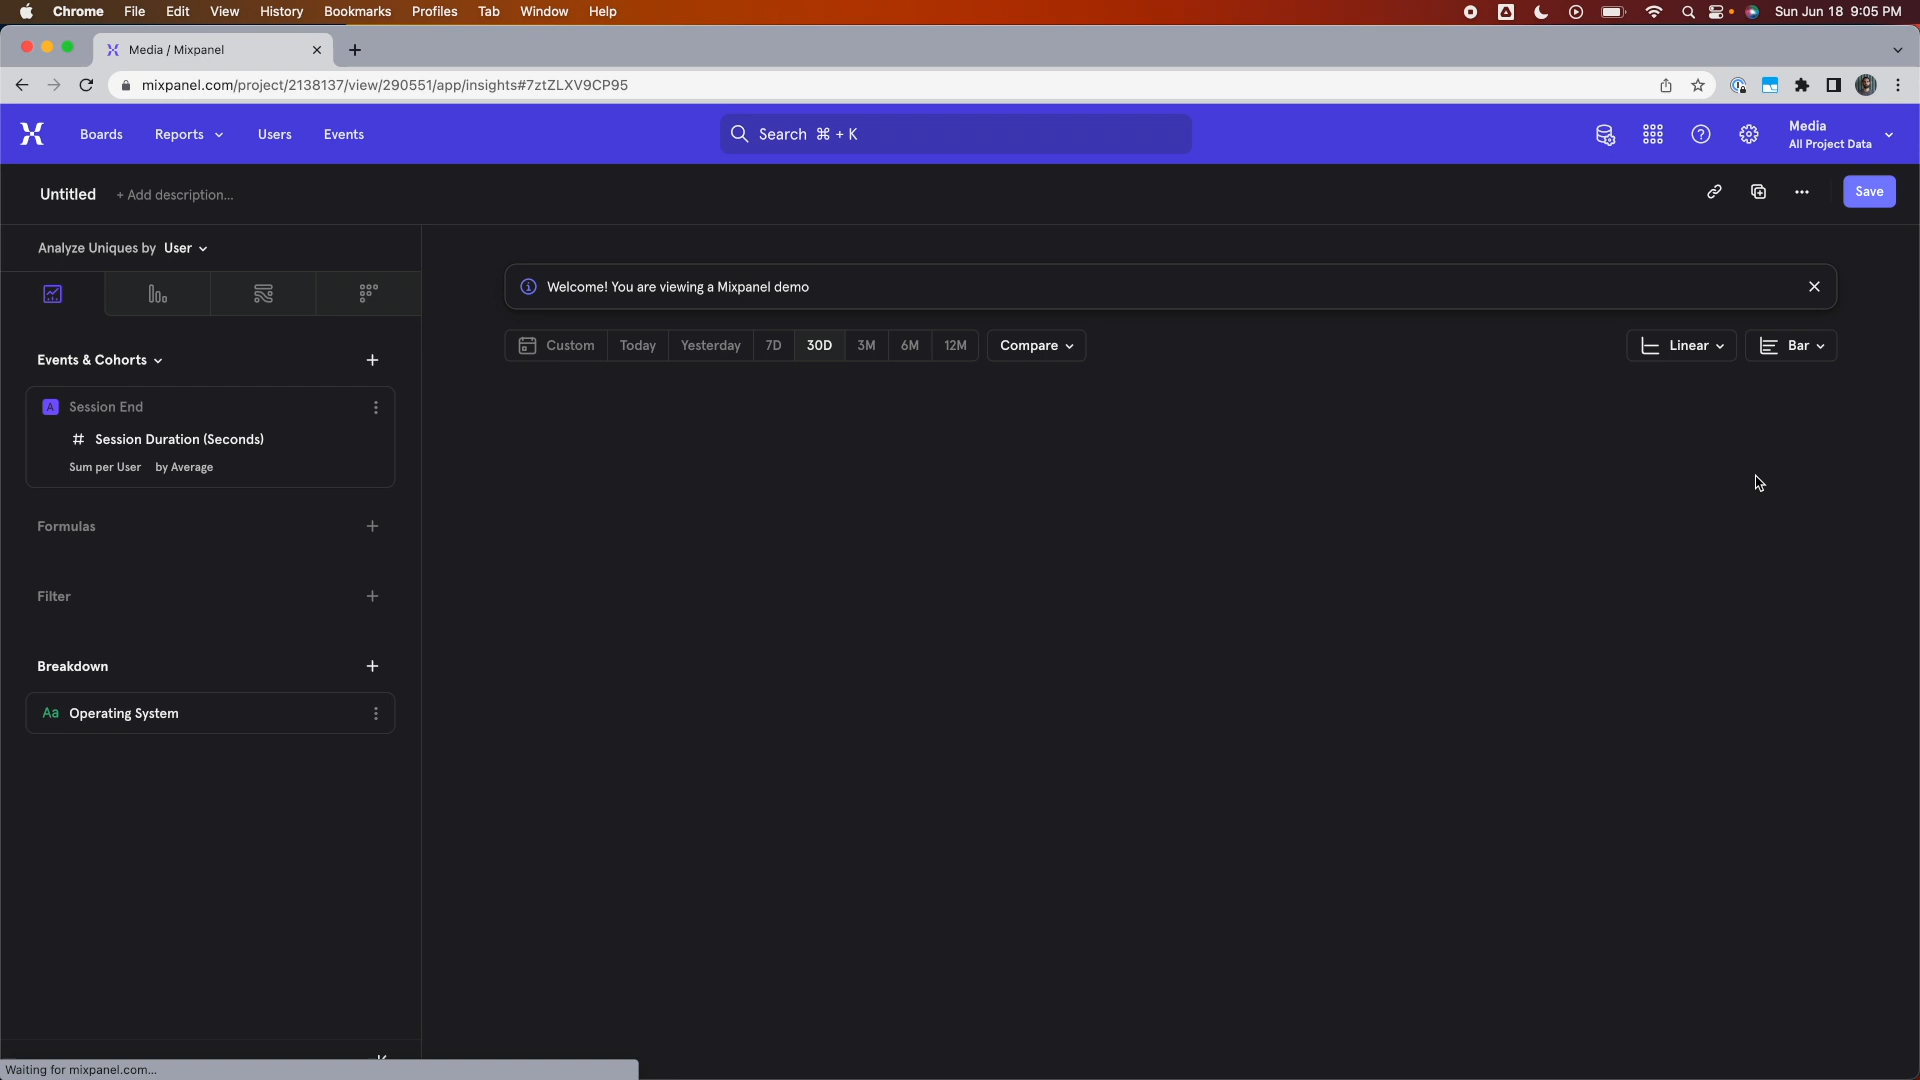 Chrome File Edit View History Bookmarks Profiles Tab Window Help Sun Jun 18 9:05 PM
Media / Mixpanel
mixpanel.com/project/2138137/view/290551/app/insights#7ztZLXV9CP95
Boards Reports Users Events Search ⌘ + K Media
All Project Data
Untitled + Add description... Save
Analyze Uniques by User
Welcome! You are viewing a Mixpanel demo
Custom Today Yesterday 7D 30D 3M 6M 12M Compare Linear Bar
Events & Cohorts
A Session End
# Session Duration (Seconds)
Sum per User by Average
Formulas
Filter
Breakdown
Aa Operating System
Waiting for mixpanel.com...